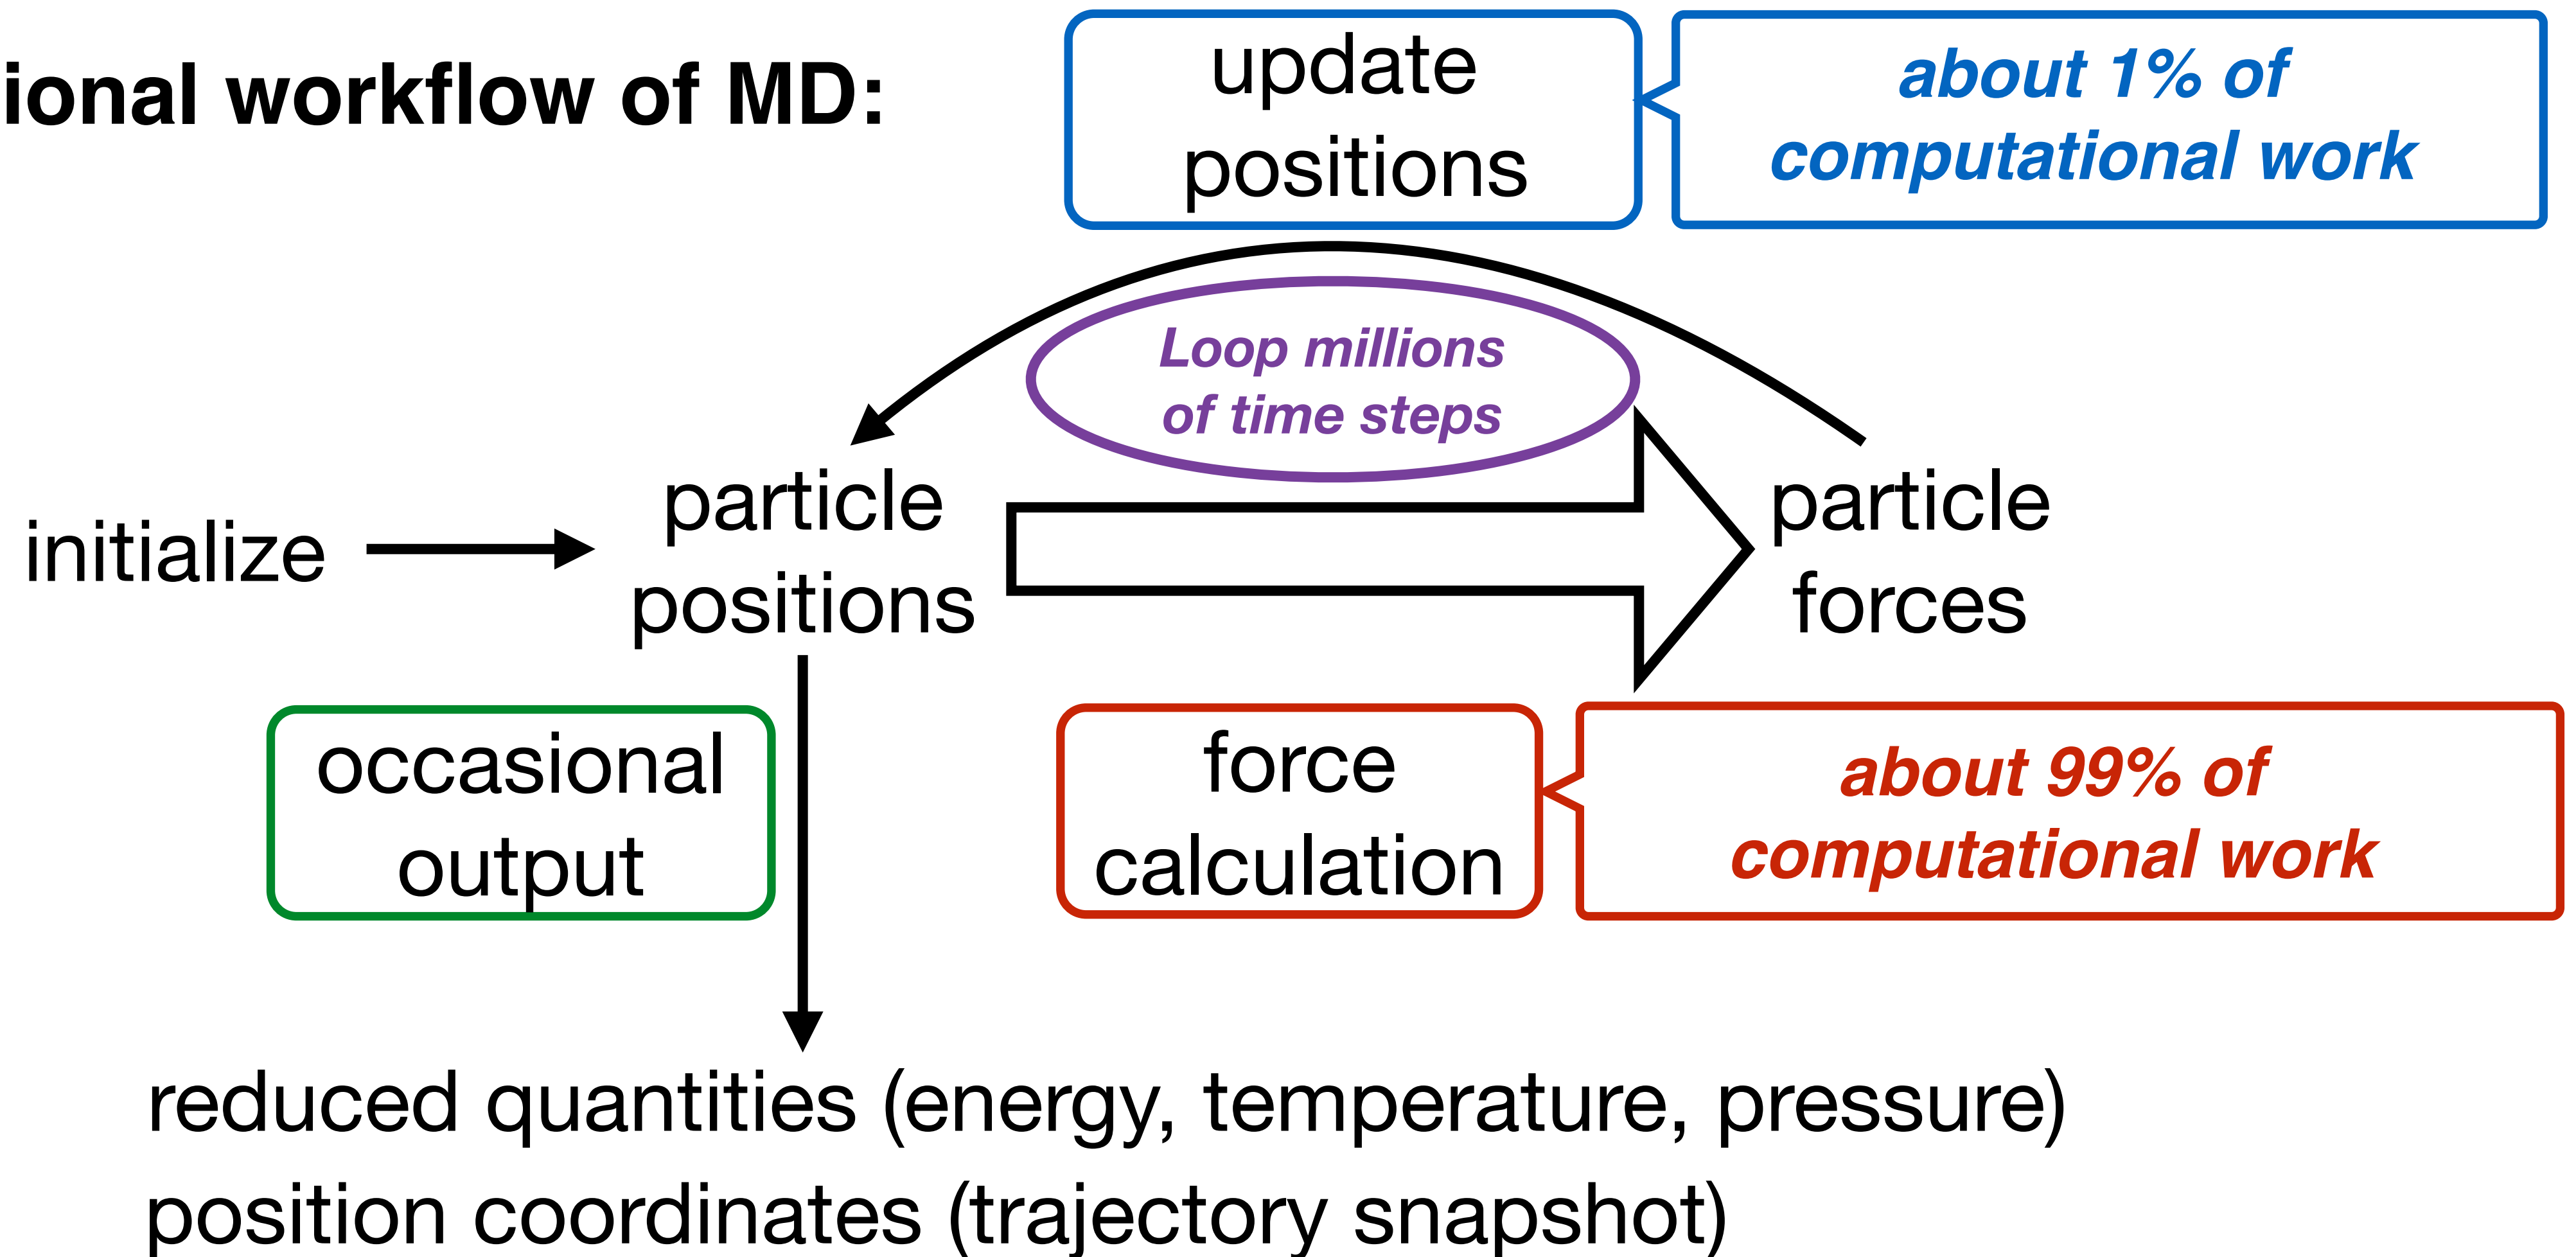 ional workflow of MD:
update
positions
about 1% of
computational work
Loop millions
of time steps
initialize
particle
positions
particle
forces
occasional
output
force
calculation
about 99% of
computational work
reduced quantities (energy, temperature, pressure)
position coordinates (trajectory snapshot)